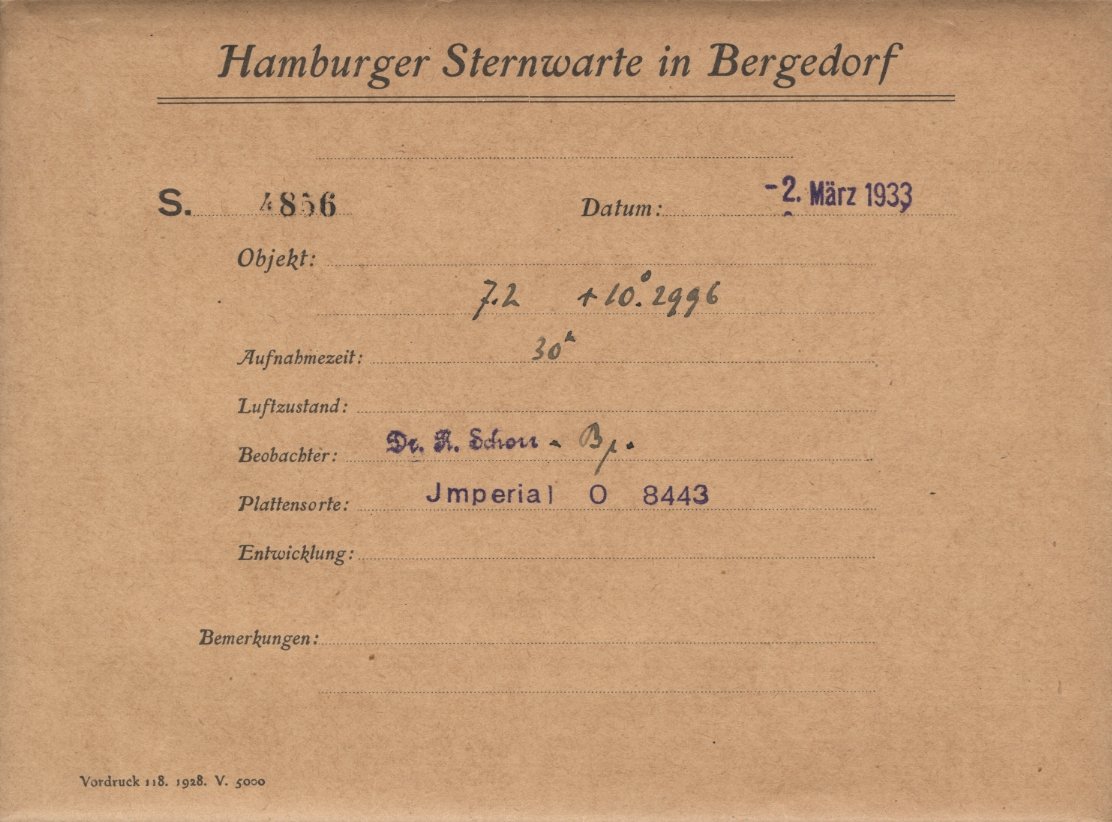 Hamburger Sternwarte in Bergedorf
S. 4856 Datum: -2. März 1933
Objekt:
7.2 +10°.2996
Aufnahmezeit: 30
Luftzustand:
Beobachter: Dr. R. Schorr -
Plattensorte: Jmperial O 8443
Entwicklung:
Bemerkungen:
Vordruck 118. 1928. V. 5000